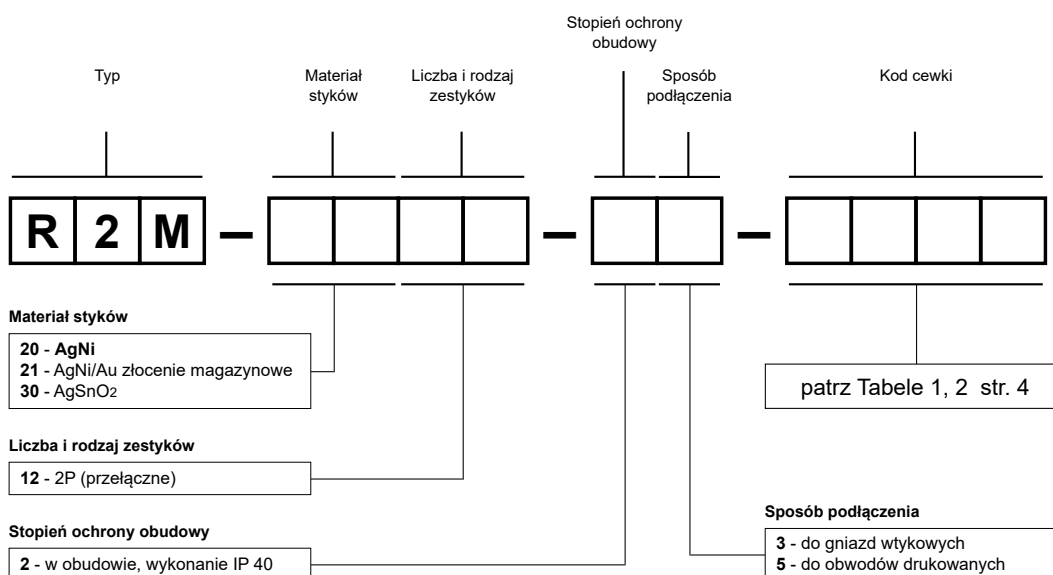 Stopień ochrony
obudowy
Typ
Materiał
styków
Liczba i rodzaj
zestyków
Sposób
podłączenia
Kod cewki
R 2 M – – –
Materiał styków
20 - AgNi
21 - AgNi/Au złocenie magazynowe
30 - AgSnO2
patrz Tabele 1, 2 str. 4
Liczba i rodzaj zestyków
12 - 2P (przełączne)
Stopień ochrony obudowy
2 - w obudowie, wykonanie IP 40
Sposób podłączenia
3 - do gniazd wtykowych
5 - do obwodów drukowanych